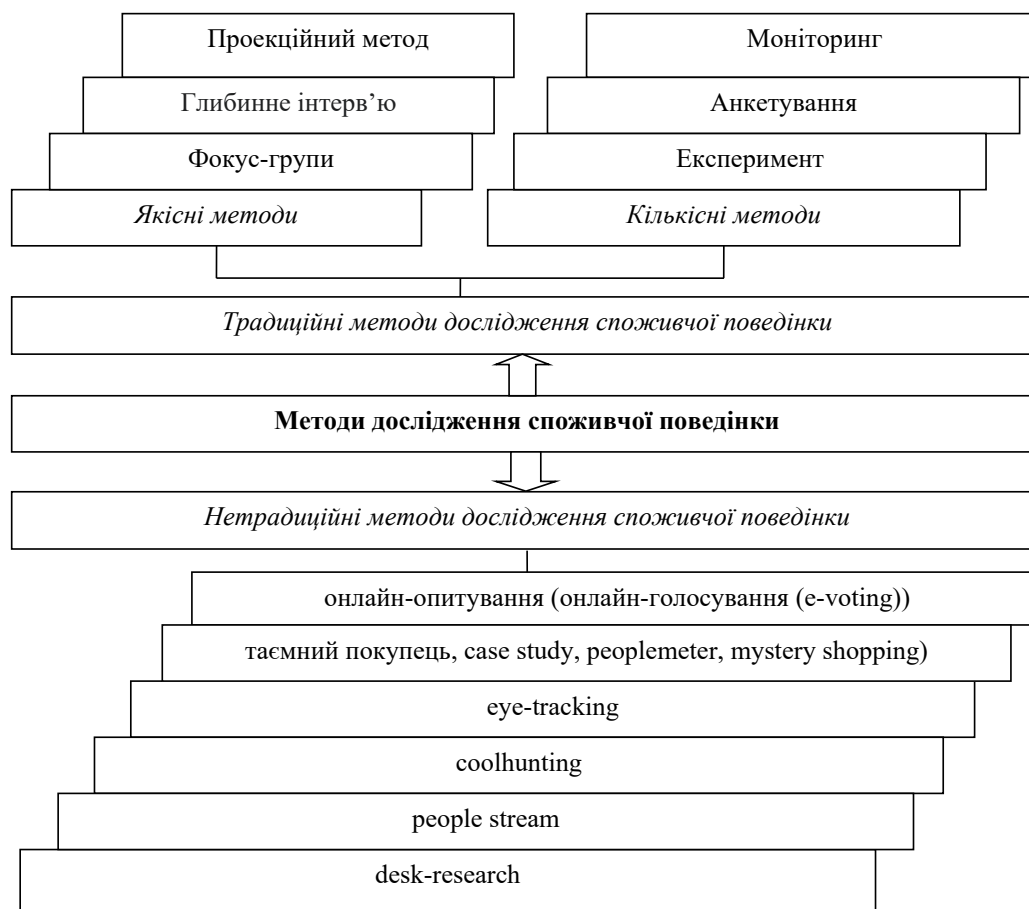 Проекційний метод
Глибинне інтерв’ю
Фокус-групи
Якісні методи
Моніторинг
Анкетування
Експеримент
Кількісні методи
Традиційні методи дослідження споживчої поведінки
Методи дослідження споживчої поведінки
Нетрадиційні методи дослідження споживчої поведінки
онлайн-опитування (онлайн-голосування (e-voting))
таємний покупець, case study, peoplemeter, mystery shopping)
eye-tracking
coolhunting
people stream
desk-research